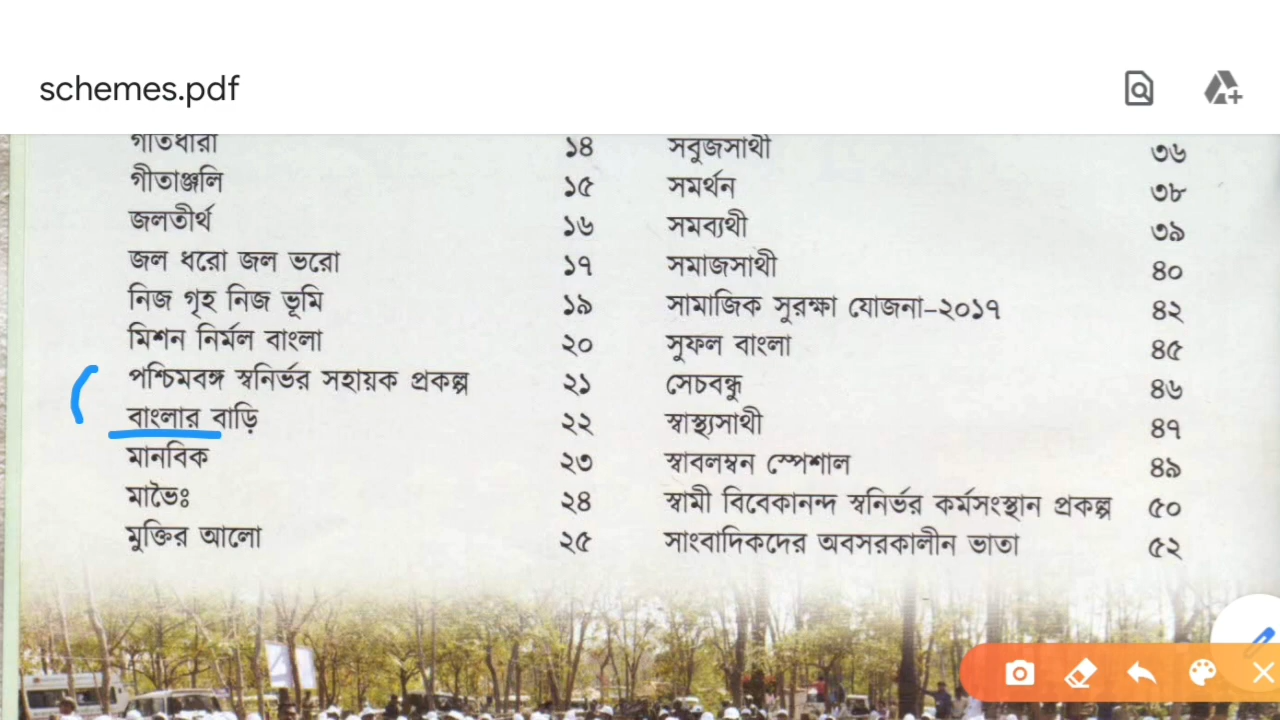 schemes.pdf
গীতিধারা ১৪
গীতাঞ্জলি ১৫
জলতীর্থ ১৬
জল ধরো জল ভরো ১৭
নিজ গৃহ নিজ ভূমি ১৯
মিশন নির্মল বাংলা ২০
পশ্চিমবঙ্গ স্বনির্ভর সহায়ক প্রকল্প ২১
বাংলার বাড়ি ২২
মানবিক ২৩
মাভৈঃ ২৪
মুক্তির আলো ২৫
সবুজসাথী ৩৬
সমর্থন ৩৮
সমব্যথী ৩৯
সমাজসাথী ৪০
সামাজিক সুরক্ষা যোজনা-২০১৭ ৪২
সুফল বাংলা ৪৫
সেচবন্ধু ৪৬
স্বাস্থ্যসাথী ৪৭
স্বাবলম্বন স্পেশাল ৪৯
স্বামী বিবেকানন্দ স্বনির্ভর কর্মসংস্থান প্রকল্প ৫০
সাংবাদিকদের অবসরকালীন ভাতা ৫২